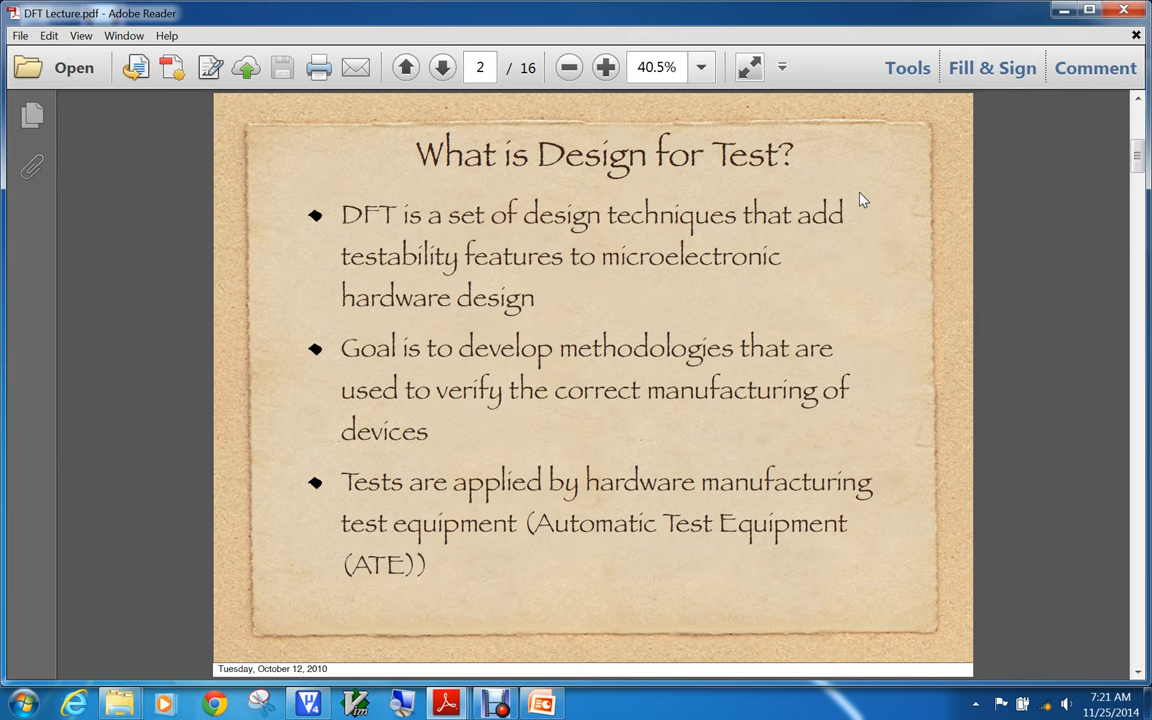 DFT Lecture.pdf - Adobe Reader
File Edit View Window Help
Open 2 / 16 40.5% Tools Fill & Sign Comment
What is Design for Test?
DFT is a set of design techniques that add
testability features to microelectronic
hardware design
Goal is to develop methodologies that are
used to verify the correct manufacturing of
devices
Tests are applied by hardware manufacturing
test equipment (Automatic Test Equipment
(ATE))
Tuesday, October 12, 2010
7:21 AM
11/25/2014